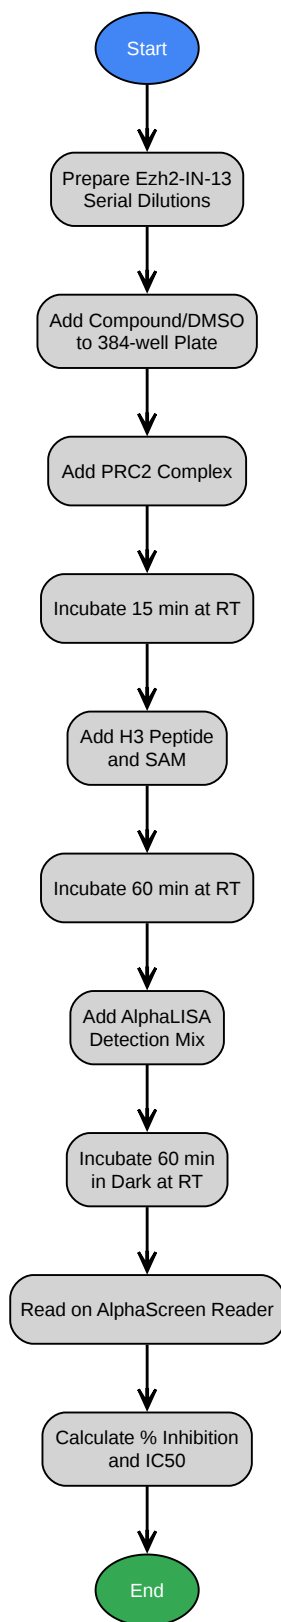 Start
Prepare Ezh2-IN-13
Serial Dilutions
Add Compound/DMSO
to 384-well Plate
Add PRC2 Complex
Incubate 15 min at RT
Add H3 Peptide
and SAM
Incubate 60 min at RT
Add AlphaLISA
Detection Mix
Incubate 60 min
in Dark at RT
Read on AlphaScreen Reader
Calculate % Inhibition
and IC50
End